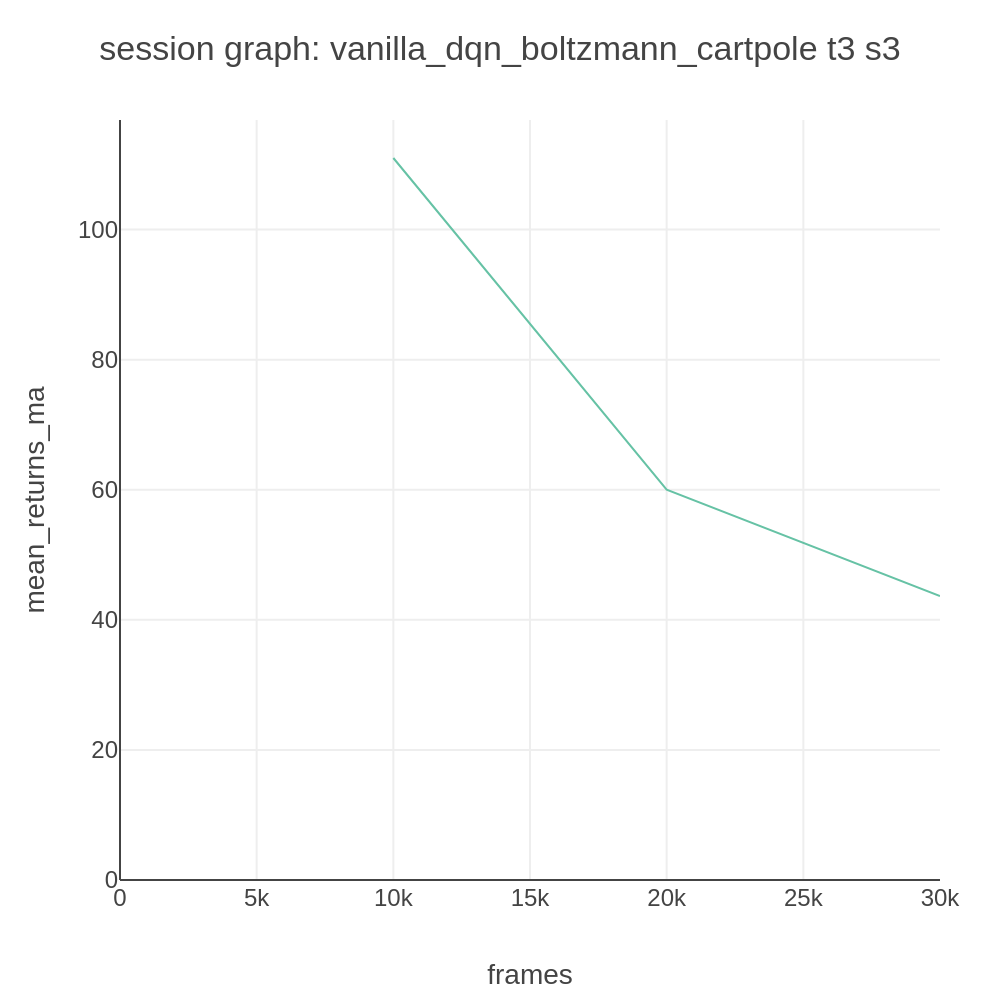 session graph: vanilla_dqn_boltzmann_cartpole t3 s3
mean_returns_ma
100
80
60
40
20
0
0 5k 10k 15k 20k 25k 30k
frames